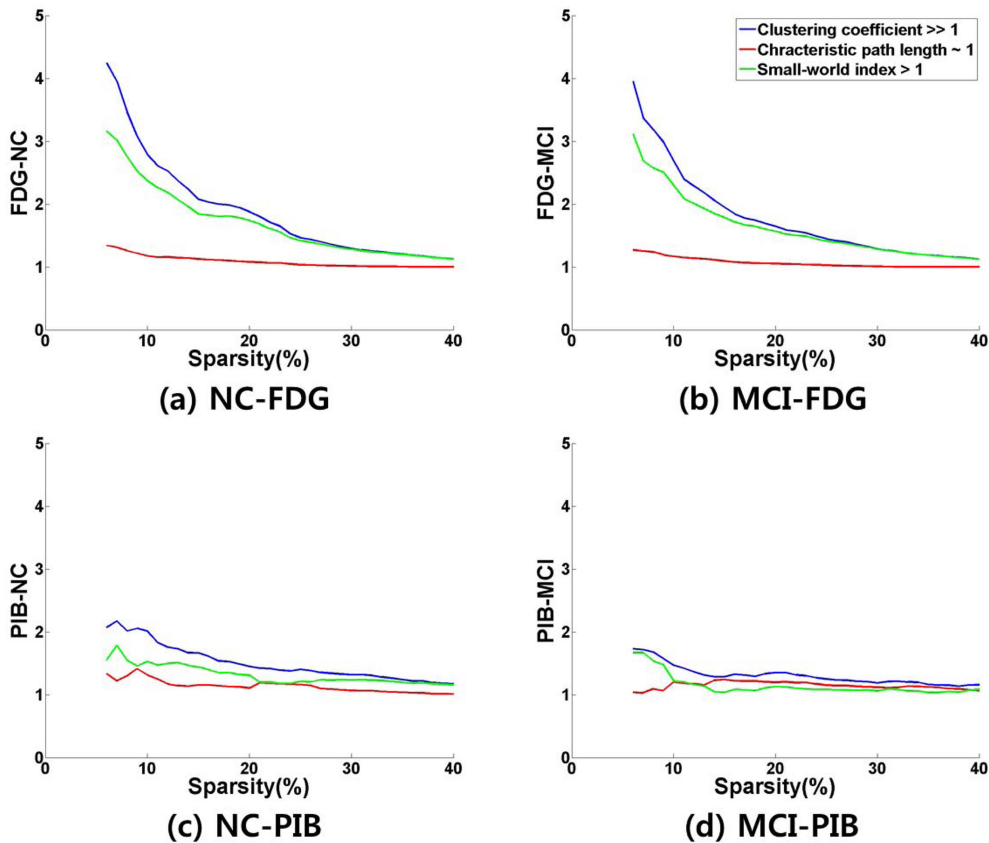 5
4
3
2
1
0
FDG-NC
0 10 20 30 40
Sparsity(%)
(a) NC-FDG
Clustering coefficient >> 1
Chracteristic path length ~ 1
Small-world index > 1
5
4
3
2
1
0
FDG-MCI
0 10 20 30 40
Sparsity(%)
(b) MCI-FDG
5
4
3
2
1
0
PIB-NC
0 10 20 30 40
Sparsity(%)
(c) NC-PIB
5
4
3
2
1
0
PIB-MCI
0 10 20 30 40
Sparsity(%)
(d) MCI-PIB